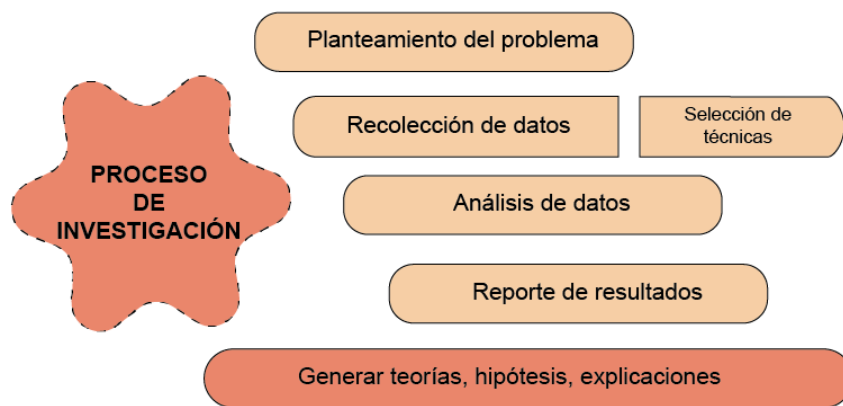 Planteamiento del problema
Recolección de datos
Selección de
técnicas
PROCESO
DE
INVESTIGACIÓN
Análisis de datos
Reporte de resultados
Generar teorías, hipótesis, explicaciones